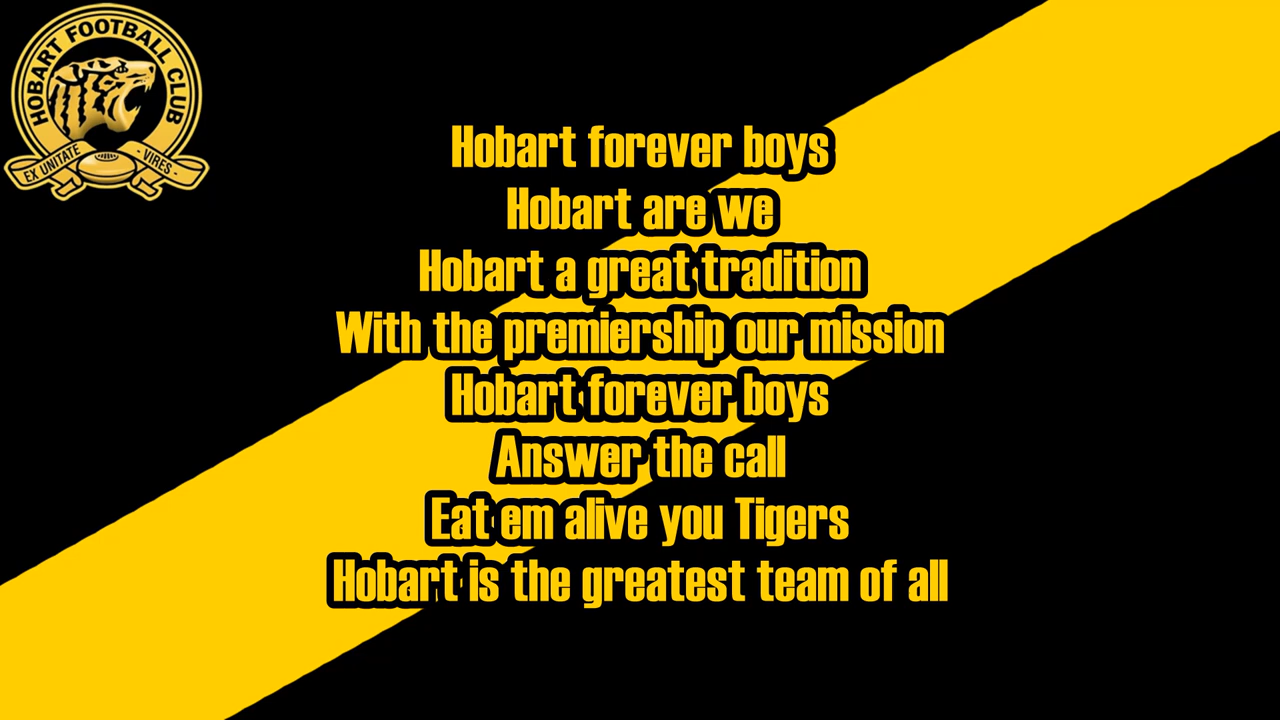 HOBART FOOTBALL CLUB
EX UNITATE - VIRES -
Hobart forever boys
Hobart are we
Hobart a great tradition
With the premiership our mission
Hobart forever boys
Answer the call
Eat em alive you Tigers
Hobart is the greatest team of all